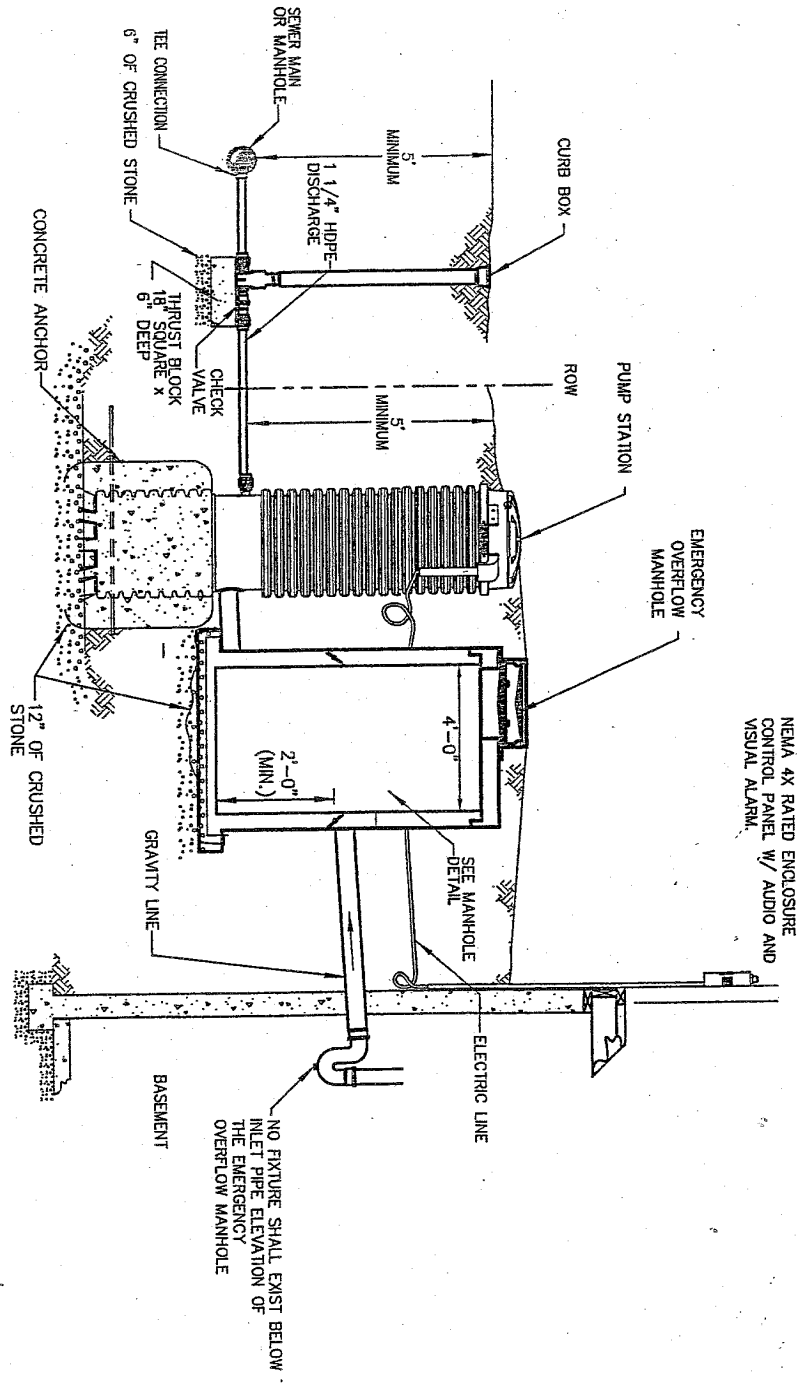 NEMA 4X RATED ENCLOSURE
CONTROL PANEL W/ AUDIO AND
VISUAL ALARM.
EMERGENCY
OVERFLOW
MANHOLE
PUMP STATION
ROW
CURB BOX
5'
MINIMUM
5'
MINIMUM
1 1/4" HDPE
DISCHARGE
SEWER MAIN
OR MANHOLE
TEE CONNECTION
6" OF CRUSHED STONE
CHECK
VALVE
THRUST BLOCK
18" SQUARE x
6" DEEP
CONCRETE ANCHOR
12" OF CRUSHED
STONE
4'-0"
2'-0"
(MIN.)
SEE MANHOLE
DETAIL
GRAVITY LINE
ELECTRIC LINE
BASEMENT
NO FIXTURE SHALL EXIST BELOW
INLET PIPE ELEVATION OF
THE EMERGENCY
OVERFLOW MANHOLE